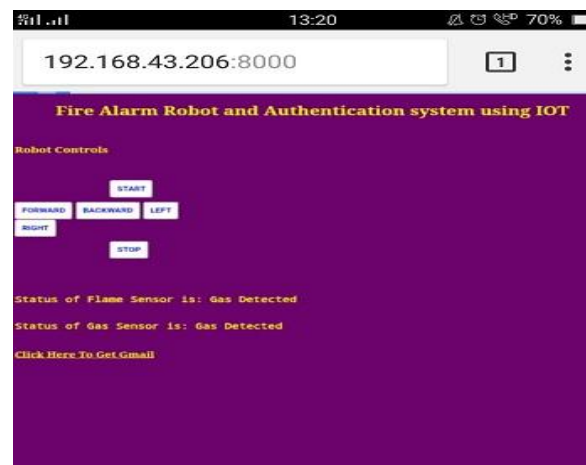 13:20 70%
192.168.43.206:8000 1
Fire Alarm Robot and Authentication system using IOT
Robot Controls
START
FORWARD BACKWARD LEFT
RIGHT
STOP
Status of Flame Sensor is: Gas Detected
Status of Gas Sensor is: Gas Detected
Click Here To Get Gmail